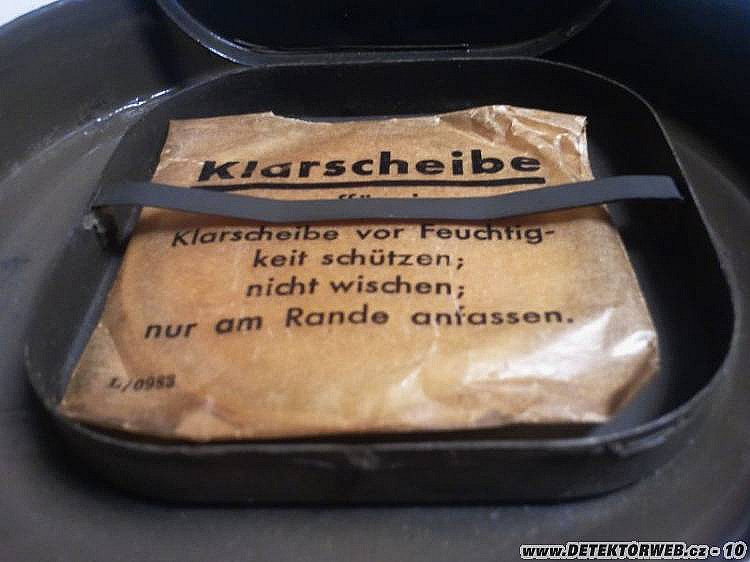 Klarscheibe
Klarscheibe vor Feuchtig-
keit schützen;
nicht wischen;
nur am Rande anfassen.
L/0983
www.DETEKTORWEB.cz - 10